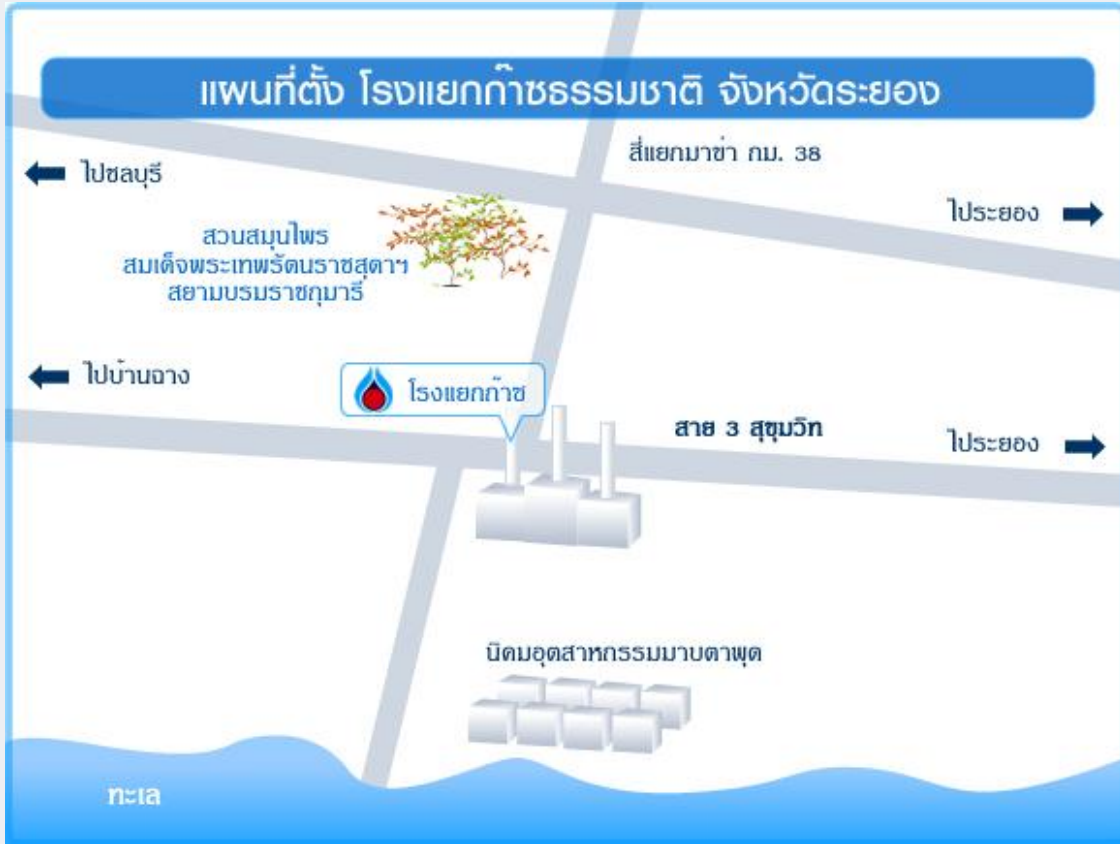 แผนที่ตั้ง โรงแยกก๊าซธรรมชาติ จังหวัดระยอง
สี่แยกมาข่า กม. 38
ไปชลบุรี
ไประยอง
สวนสมุนไพร
สมเด็จพระเทพรัตนราชสุดาฯ
สยามบรมราชกุมารี
ไปบ้านฉาง
โรงแยกก๊าซ
สาย 3 สุขุมวิท
ไประยอง
นิคมอุตสาหกรรมมาบตาพุด
ทะเล